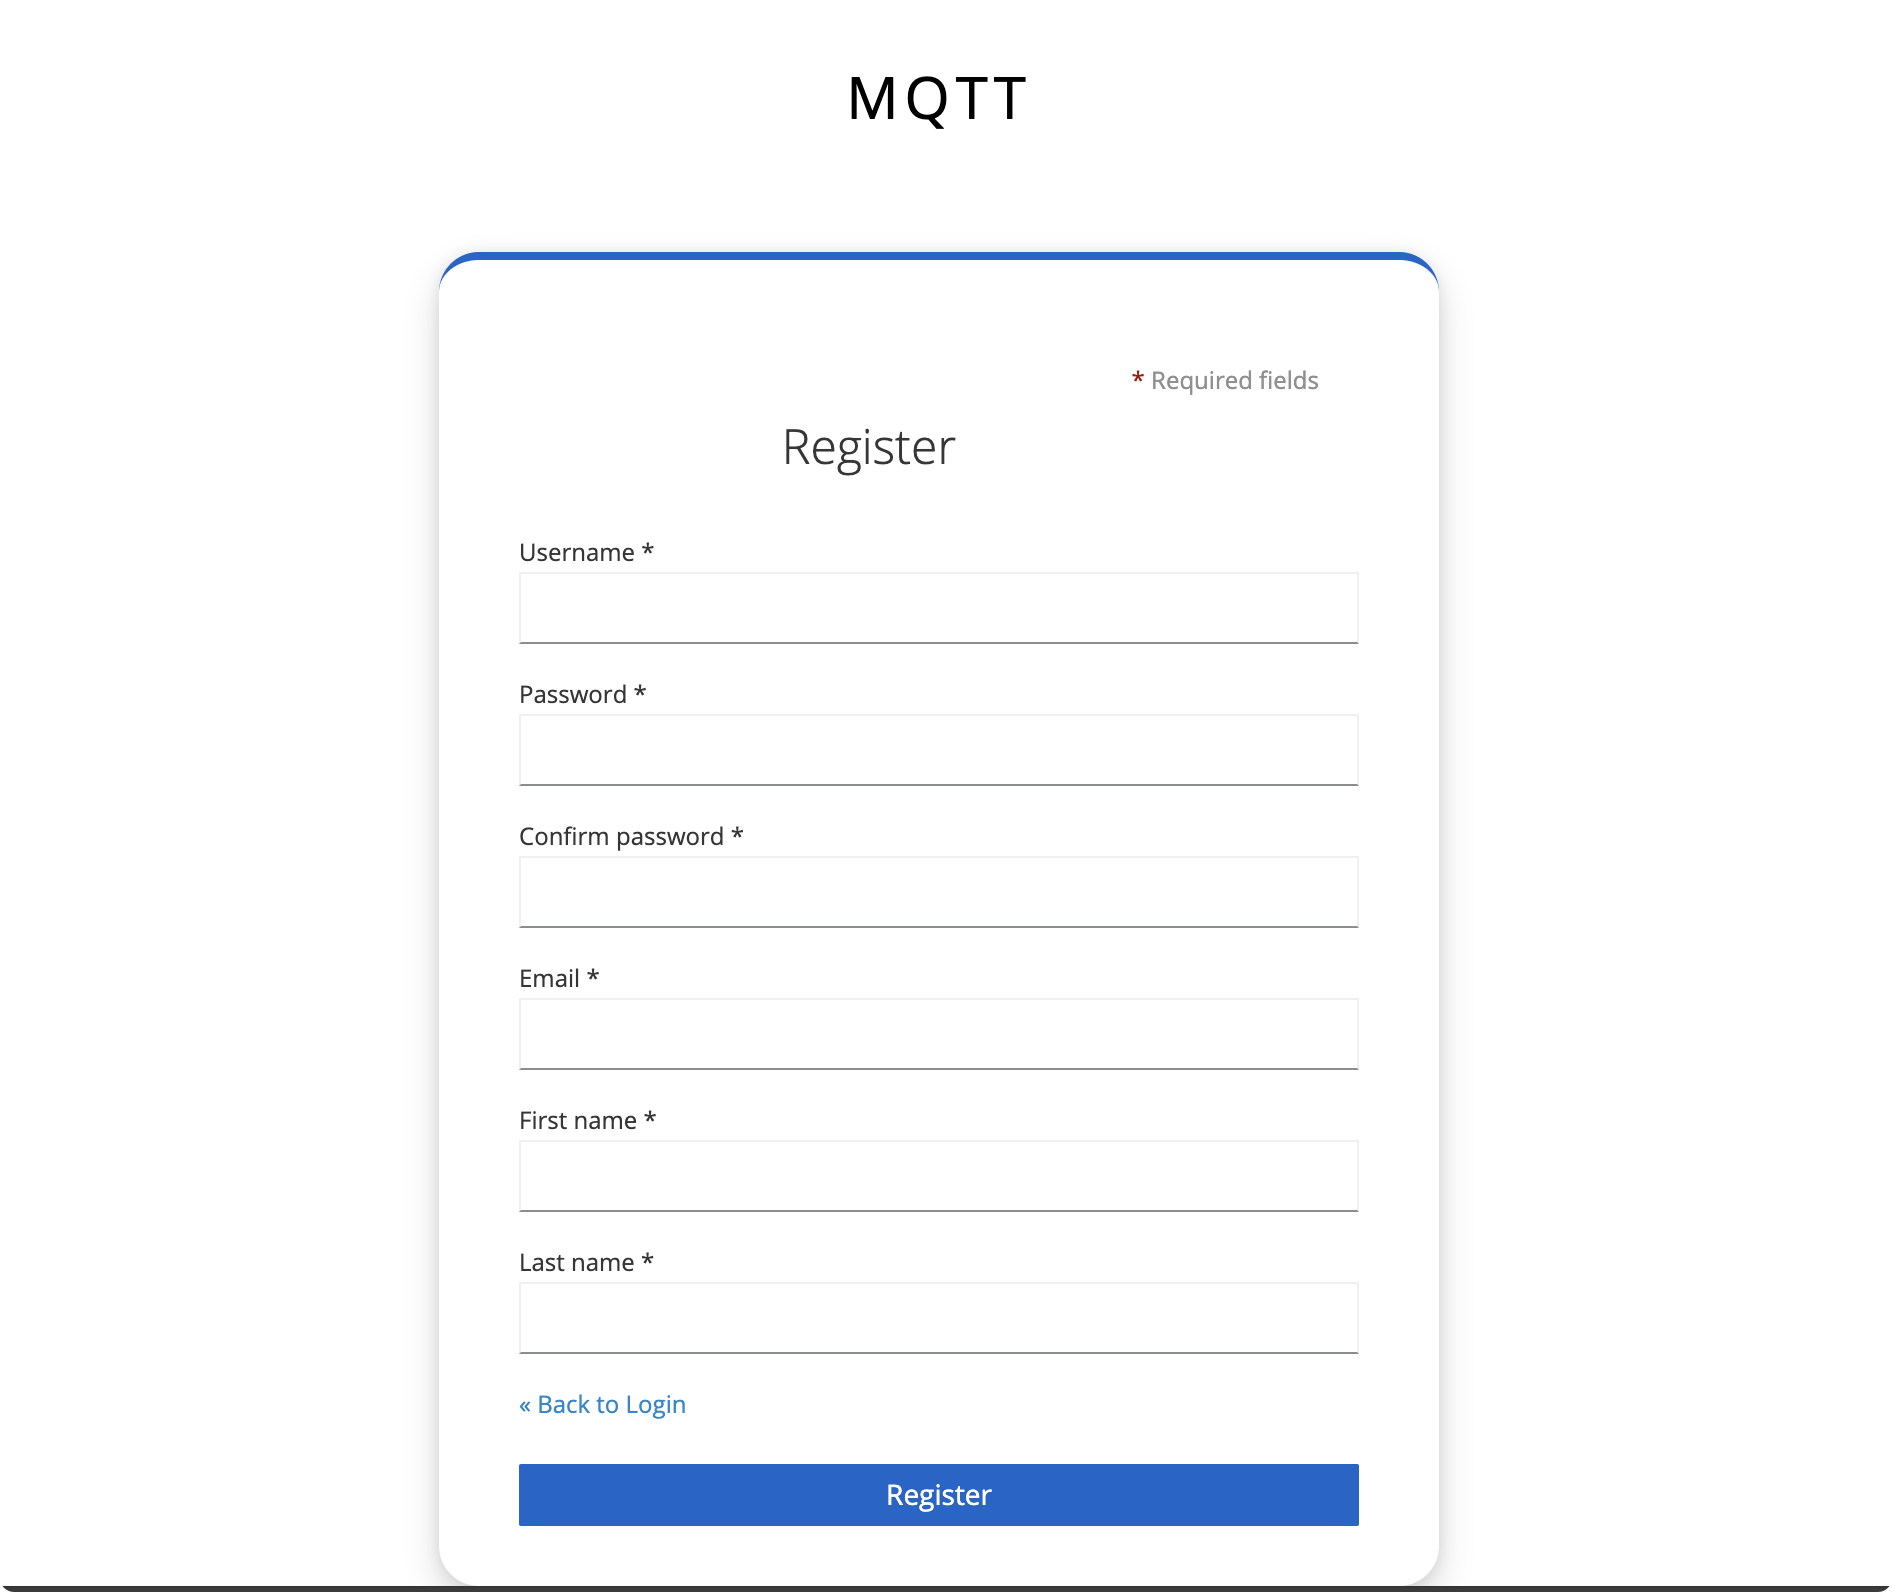 MQTT
* Required fields
Register
Username *
Password *
Confirm password *
Email *
First name *
Last name *
« Back to Login
Register